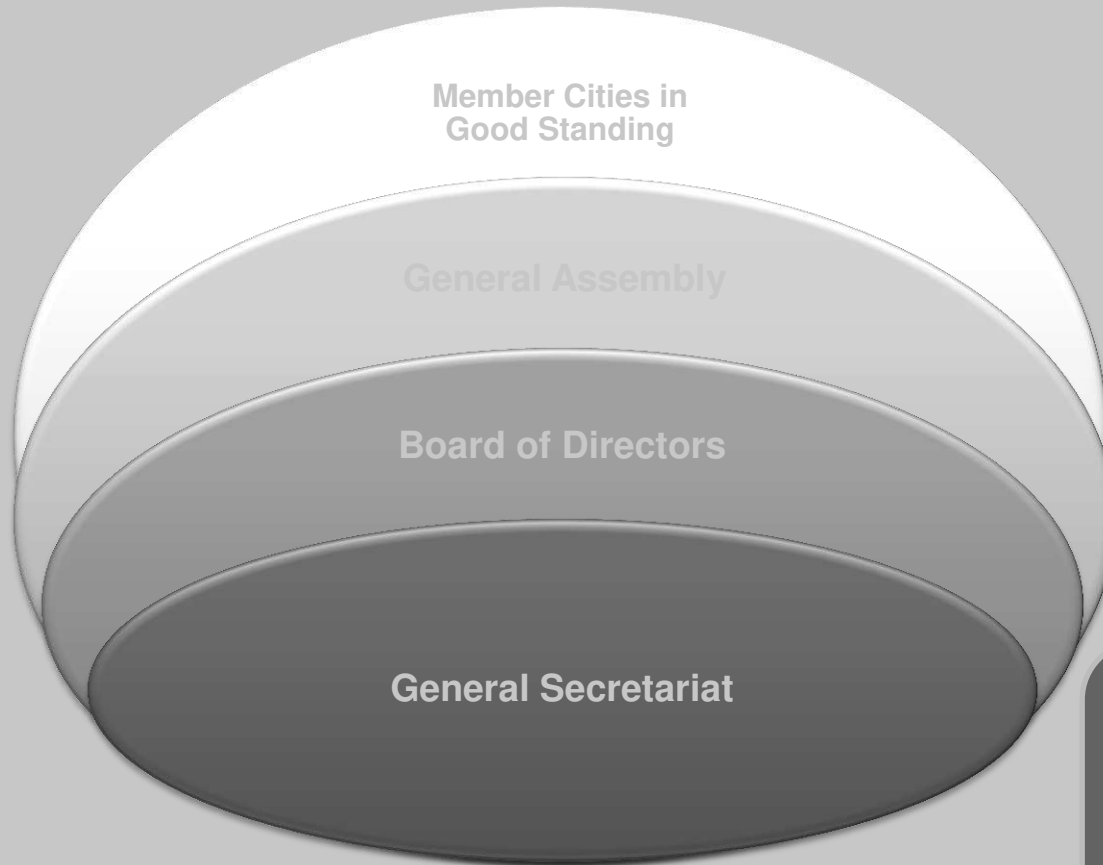 Member Cities in
Good Standing
General Assembly
Board of Directors
General Secretariat